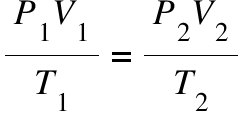 P₁V₁ / T₁ = P₂V₂ / T₂